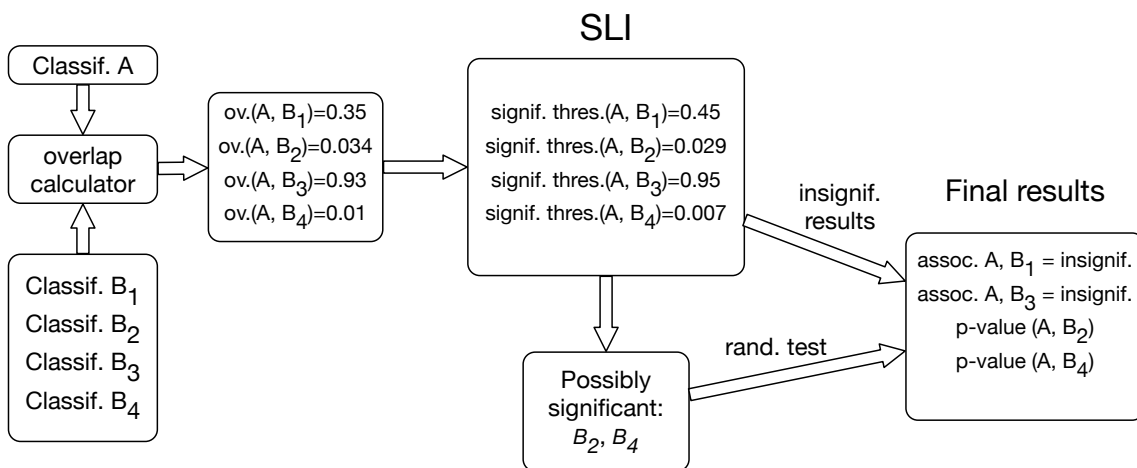 SLI
Classif. A
overlap
calculator
Classif. B1
Classif. B2
Classif. B3
Classif. B4
ov.(A, B1)=0.35
ov.(A, B2)=0.034
ov.(A, B3)=0.93
ov.(A, B4)=0.01
signif. thres.(A, B1)=0.45
signif. thres.(A, B2)=0.029
signif. thres.(A, B3)=0.95
signif. thres.(A, B4)=0.007
insignif.
results
Possibly
significant:
B2, B4
rand. test
Final results
assoc. A, B1 = insignif.
assoc. A, B3 = insignif.
p-value (A, B2)
p-value (A, B4)